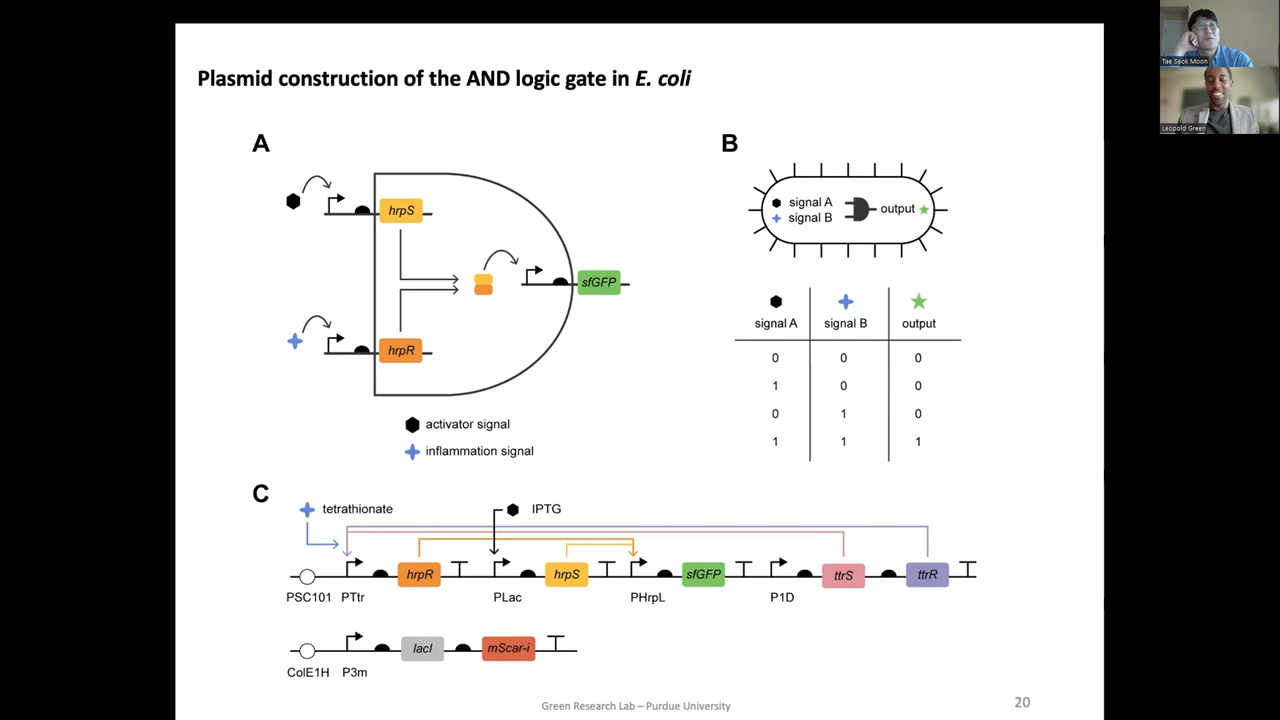 Plasmid construction of the AND logic gate in E. coli
Tae Seok Moon
Leopold Green
A
hrpS
sfGFP
hrpR
activator signal
inflammation signal
B
signal A
signal B
output
signal A signal B output
0 0 0
1 0 0
0 1 0
1 1 1
C
tetrathionate
IPTG
hrpR hrpS sfGFP ttrS ttrR
PSC101 PTtr PLac PHrpL P1D
lacI mScar-i
ColE1H P3m
Green Research Lab – Purdue University
20